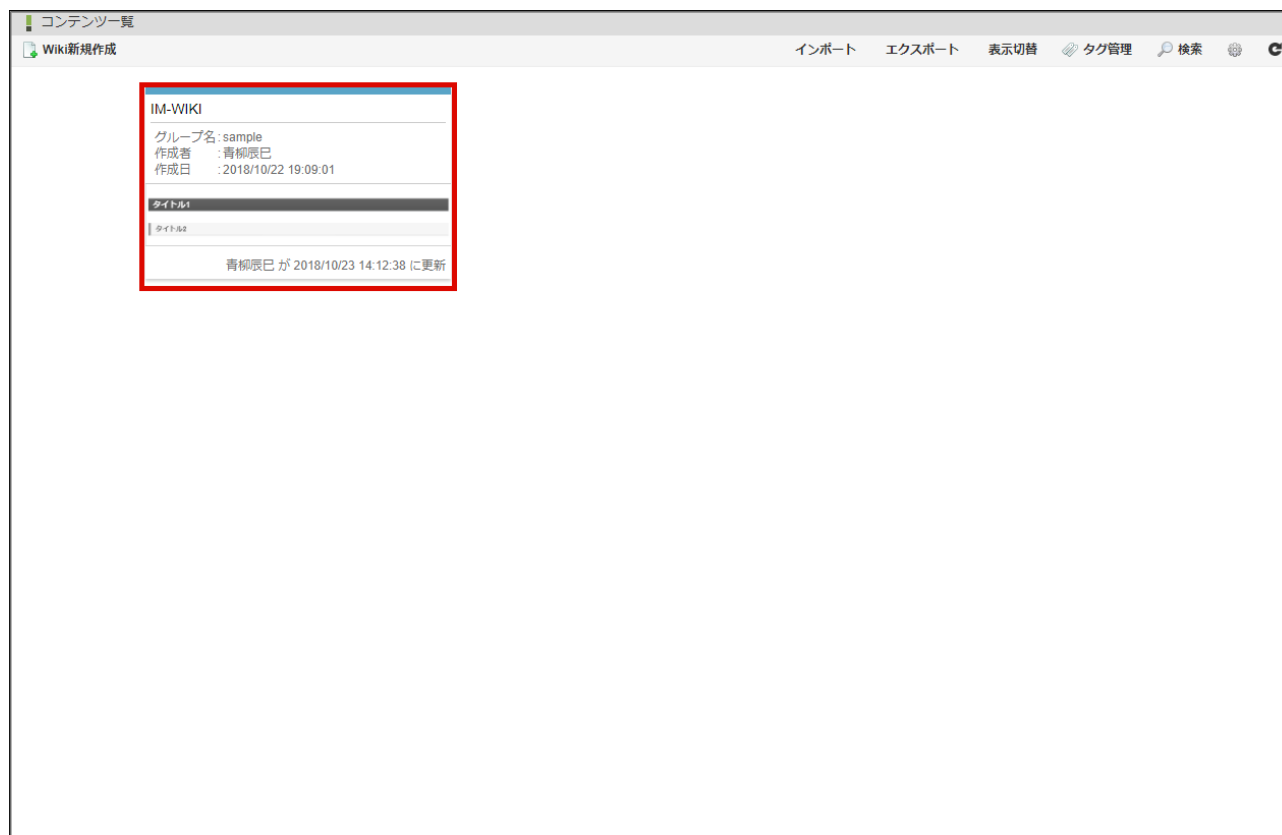 コンテンツ一覧
Wiki新規作成 インポート エクスポート 表示切替 タグ管理 検索
IM-WIKI
グループ名:sample
作成者 :青柳辰巳
作成日 :2018/10/22 19:09:01
タイトル1
タイトル2
青柳辰巳 が 2018/10/23 14:12:38 に更新